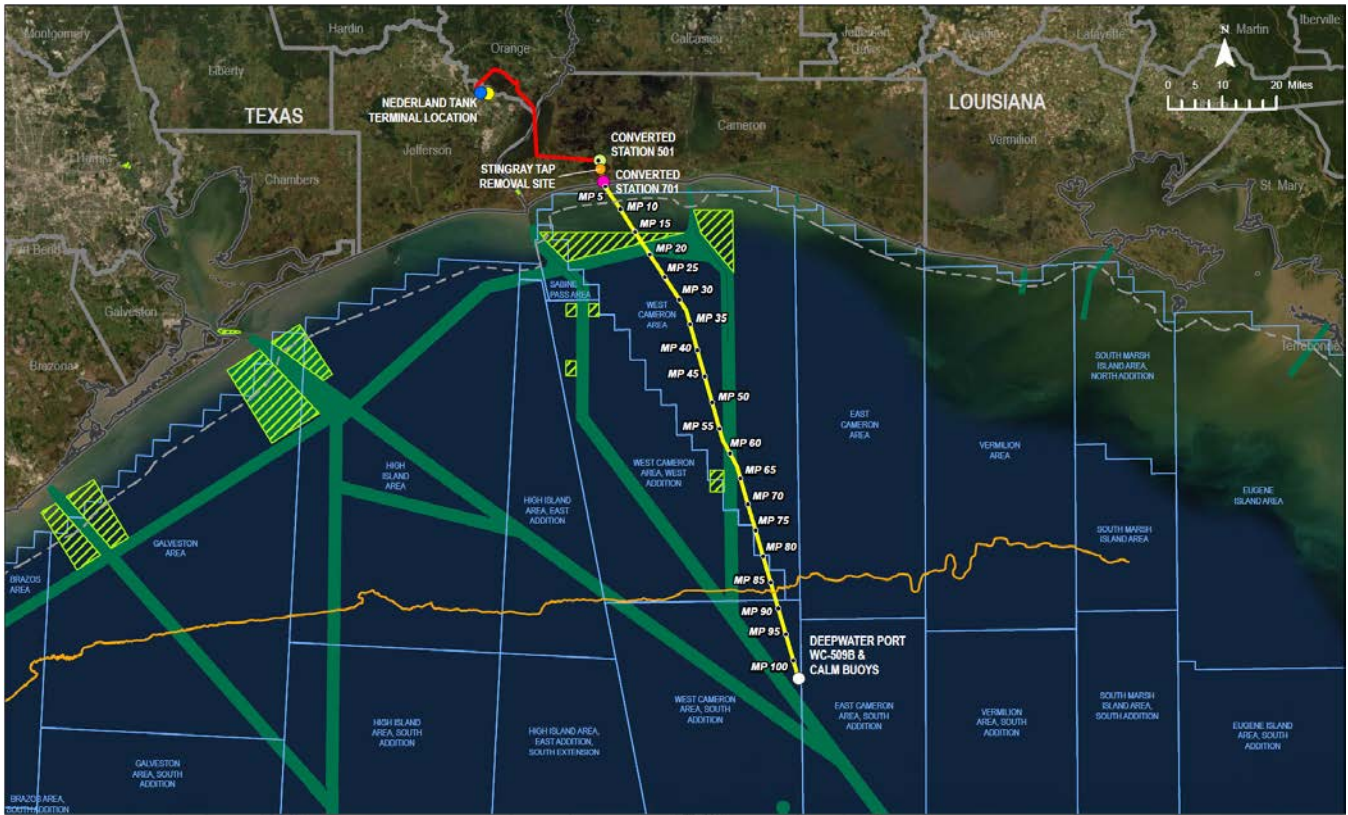 Montgomery
Hardin
Orange
Calcasieu
Jefferson
Davis
Acadia
Lafayette
Martin
Iberville
N
Liberty
0 5 10 20 Miles
NEDERLAND TANK
TERMINAL LOCATION
TEXAS
LOUISIANA
Harris
Jefferson
Chambers
CONVERTED
STATION 501
Cameron
Vermilion
STINGRAY TAP
REMOVAL SITE
CONVERTED
STATION 701
St. Mary
MP 5
MP 10
MP 15
MP 20
MP 25
MP 30
MP 35
MP 40
MP 45
MP 50
MP 55
MP 60
MP 65
MP 70
MP 75
MP 80
MP 85
MP 90
MP 95
MP 100
Fort Bend
Galveston
Brazoria
Terrebonne
SABINE
PASS AREA
WEST
CAMERON
AREA
SOUTH MARSH
ISLAND AREA,
NORTH ADDITION
EAST
CAMERON
AREA
VERMILION
AREA
HIGH
ISLAND
AREA
WEST CAMERON
AREA, WEST
ADDITION
HIGH ISLAND
AREA, EAST
ADDITION
EUGENE
ISLAND AREA
GALVESTON
AREA
SOUTH MARSH
ISLAND AREA
BRAZOS
AREA
DEEPWATER PORT
WC-509B &
CALM BUOYS
WEST CAMERON
AREA, SOUTH
ADDITION
EAST CAMERON
AREA, SOUTH
ADDITION
VERMILION
AREA, SOUTH
ADDITION
SOUTH MARSH
ISLAND AREA,
SOUTH ADDITION
EUGENE ISLAND
AREA, SOUTH
ADDITION
HIGH ISLAND
AREA, SOUTH
ADDITION
HIGH ISLAND AREA,
EAST ADDITION,
SOUTH EXTENSION
GALVESTON
AREA, SOUTH
ADDITION
BRAZOS AREA,
SOUTH ADDITION